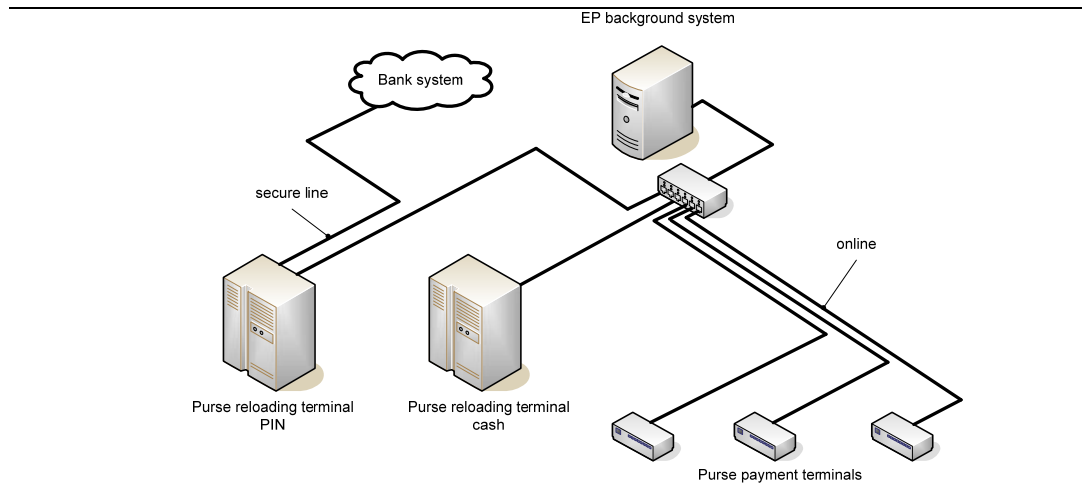 EP background system
Bank system
secure line
online
Purse reloading terminal
PIN
Purse reloading terminal
cash
Purse payment terminals